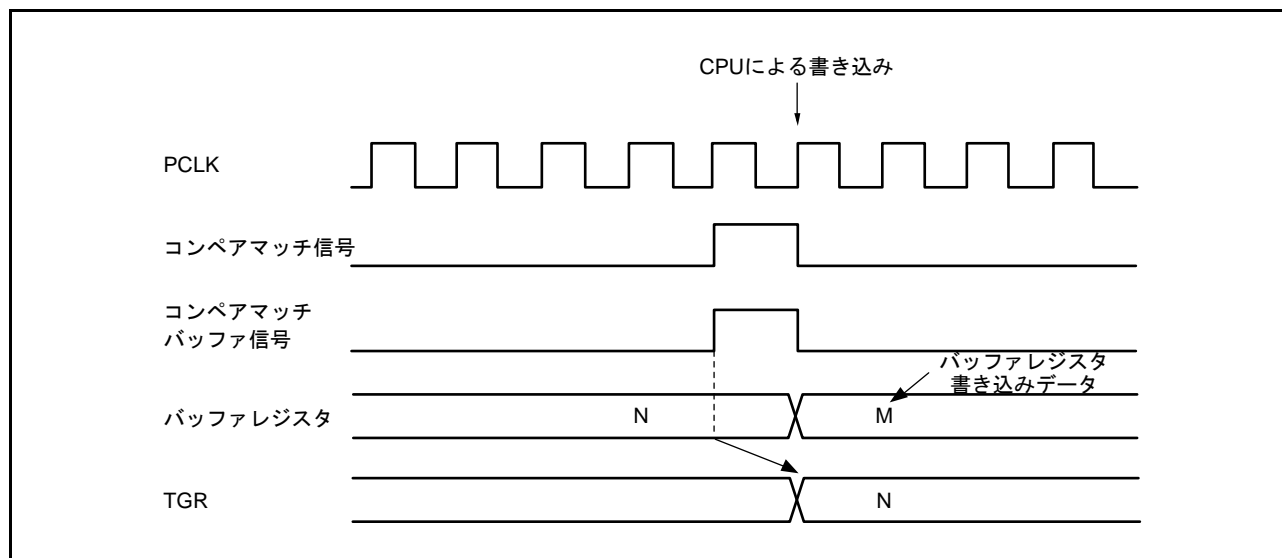 CPUによる書き込み
PCLK
コンペアマッチ信号
コンペアマッチ
バッファ信号
バッファレジスタ
書き込みデータ
バッファレジスタ
N
M
TGR
N